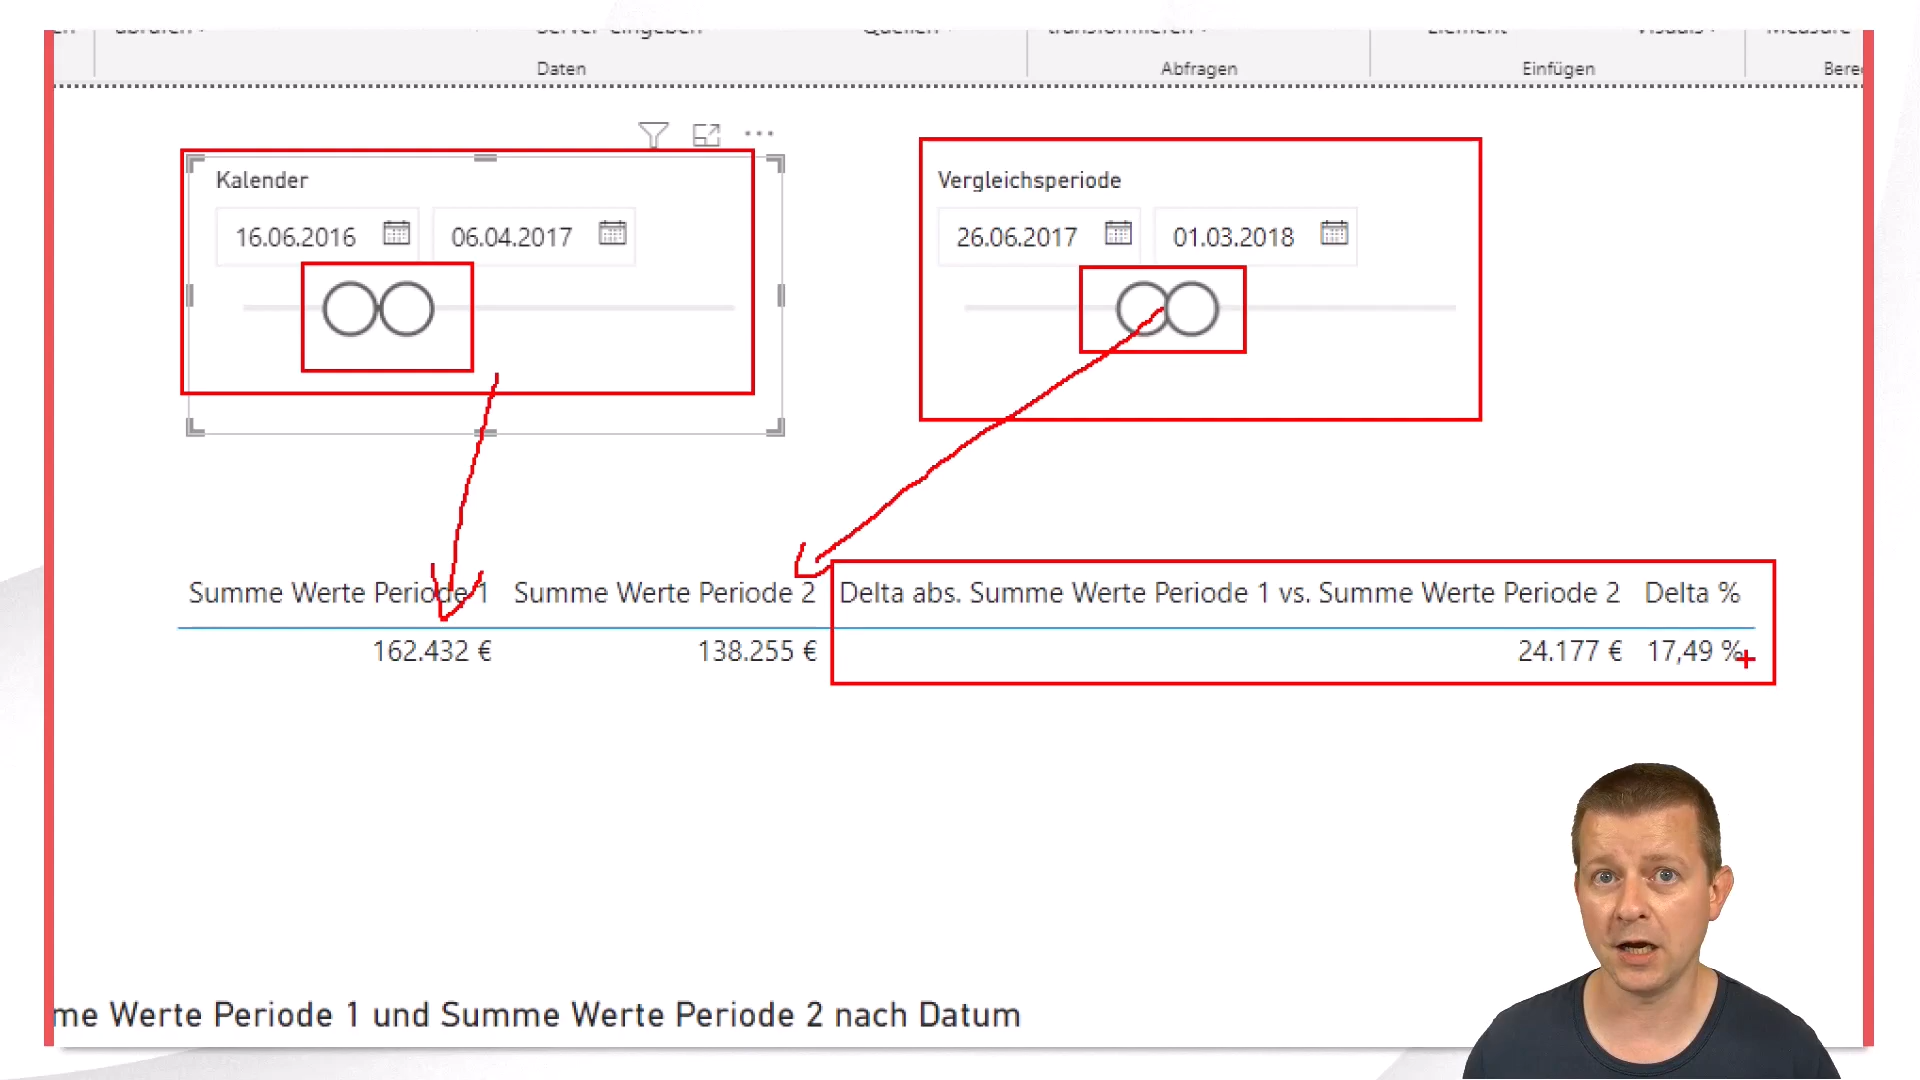 Daten
Abfragen
Einfügen
Kalender
16.06.2016
06.04.2017
Vergleichsperiode
26.06.2017
01.03.2018
Summe Werte Periode 1
Summe Werte Periode 2
Delta abs. Summe Werte Periode 1 vs. Summe Werte Periode 2
Delta %
162.432 €
138.255 €
24.177 €
17,49 %
me Werte Periode 1 und Summe Werte Periode 2 nach Datum